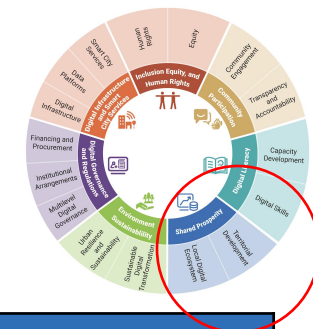 Human
Rights
Equity
Community
Engagement
Transparency
and
Accountability
Capacity
Development
Digital Skills
Territorial
Development
Local Digital
Ecosystem
Sustainable
Digital
Transformation
Urban
Resilience
and
Sustainability
Multilevel
Digital
Governance
Institutional
Arrangements
Financing and
Procurement
Digital
Infrastructure
Data
Platforms
Smart City
Services
Inclusion Equity, and
Human Rights
Community
Participation
Digital Literacy
Shared Prosperity
Environment
Sustainability
Digital Governance
and Regulations
Digital Infrastructure
and Smart
City Services